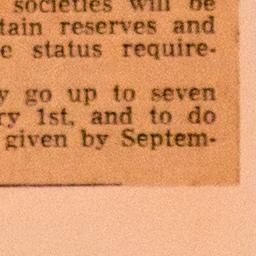 societies will be
tain reserves and
e status require-
y go up to seven
ry 1st, and to do
given by Septem-